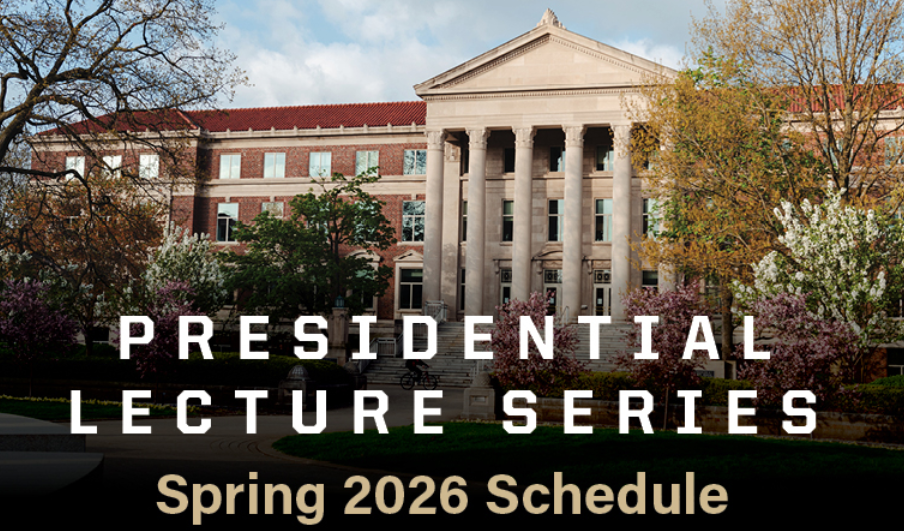 PRESIDENTIAL
LECTURE SERIES
Spring 2026 Schedule